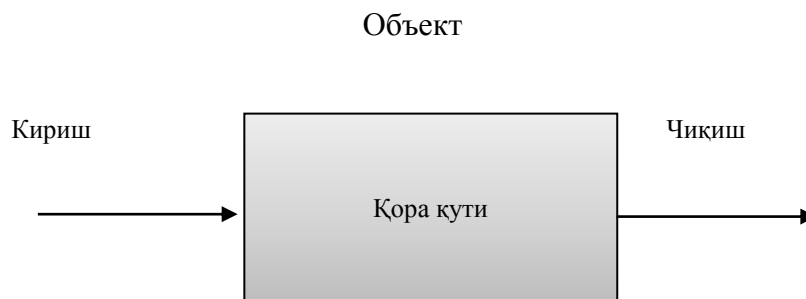 Объект
Кириш
Чиқиш
Қора қути